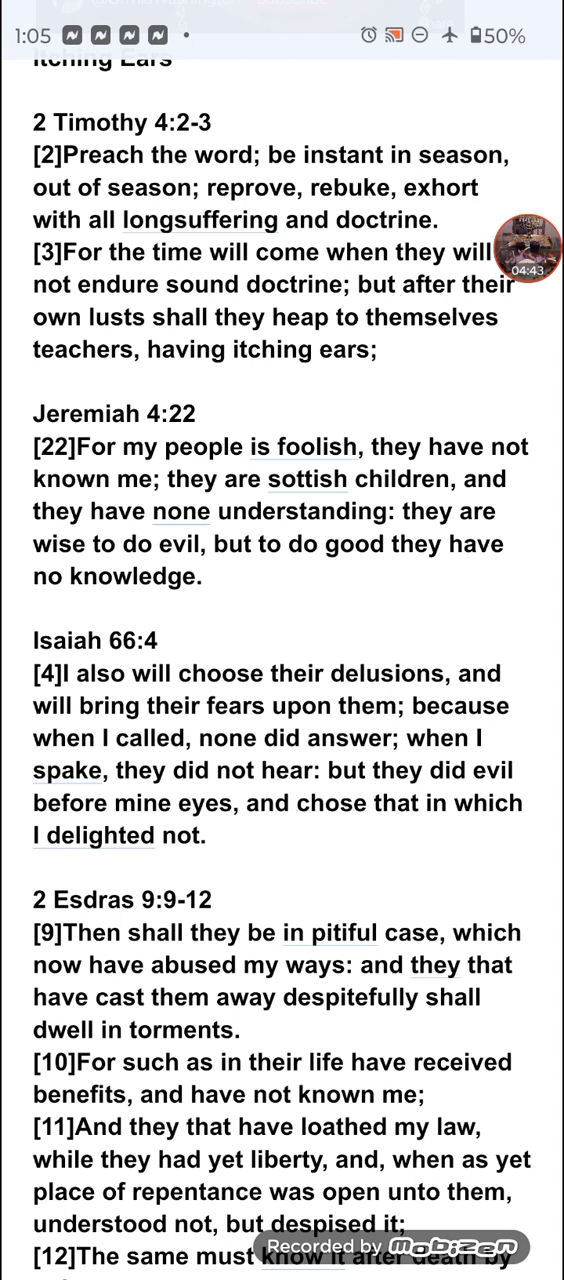 1:05
50%
Itching Ears
2 Timothy 4:2-3
[2]Preach the word; be instant in season,
out of season; reprove, rebuke, exhort
with all longsuffering and doctrine.
[3]For the time will come when they will
04:43
not endure sound doctrine; but after their
own lusts shall they heap to themselves
teachers, having itching ears;
Jeremiah 4:22
[22]For my people is foolish, they have not
known me; they are sottish children, and
they have none understanding: they are
wise to do evil, but to do good they have
no knowledge.
Isaiah 66:4
[4]I also will choose their delusions, and
will bring their fears upon them; because
when I called, none did answer; when I
spake, they did not hear: but they did evil
before mine eyes, and chose that in which
I delighted not.
2 Esdras 9:9-12
[9]Then shall they be in pitiful case, which
now have abused my ways: and they that
have cast them away despitefully shall
dwell in torments.
[10]For such as in their life have received
benefits, and have not known me;
[11]And they that have loathed my law,
while they had yet liberty, and, when as yet
place of repentance was open unto them,
understood not, but despised it;
Recorded by Mobizen
[12]The same must know it after death by